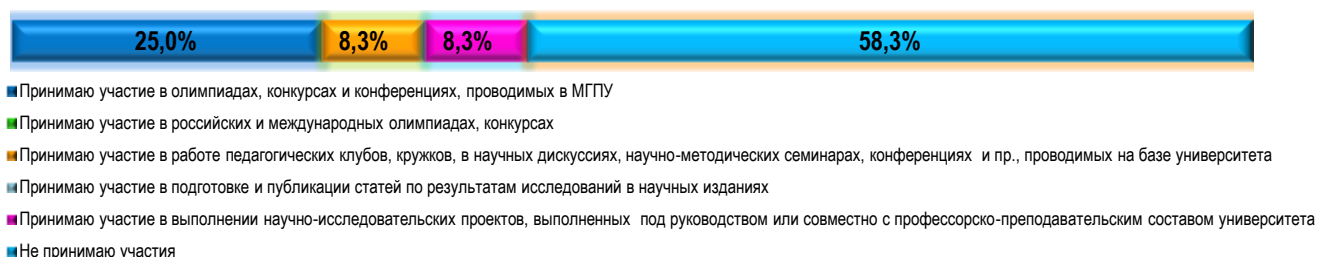 25,0% 8,3% 8,3% 58,3%
Принимаю участие в олимпиадах, конкурсах и конференциях, проводимых в МГПУ
Принимаю участие в российских и международных олимпиадах, конкурсах
Принимаю участие в работе педагогических клубов, кружков, в научных дискуссиях, научно-методических семинарах, конференциях и пр., проводимых на базе университета
Принимаю участие в подготовке и публикации статей по результатам исследований в научных изданиях
Принимаю участие в выполнении научно-исследовательских проектов, выполненных под руководством или совместно с профессорско-преподавательским составом университета
Не принимаю участия